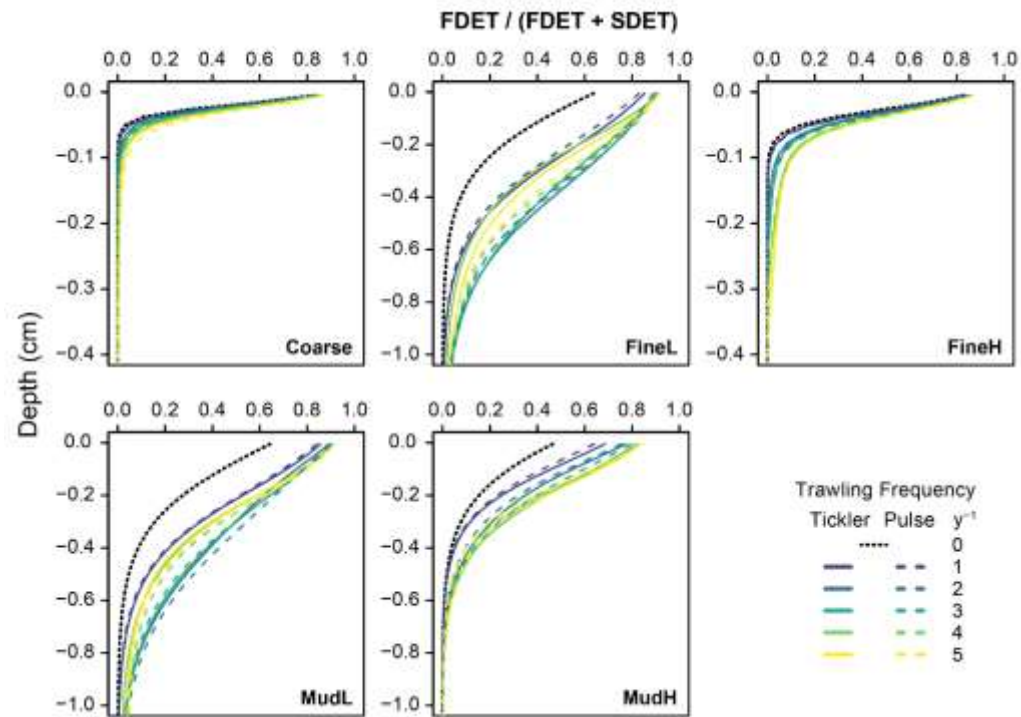 FDET / (FDET + SDET)
0.0 0.2 0.4 0.6 0.8 1.0
0.0 0.2 0.4 0.6 0.8 1.0
0.0 0.2 0.4 0.6 0.8 1.0
0.0
−0.1
−0.2
−0.3
−0.4
Coarse
0.0
−0.2
−0.4
−0.6
−0.8
−1.0
FineL
0.0
−0.1
−0.2
−0.3
−0.4
FineH
Depth (cm)
0.0 0.2 0.4 0.6 0.8 1.0
0.0 0.2 0.4 0.6 0.8 1.0
0.0
−0.2
−0.4
−0.6
−0.8
−1.0
MudL
0.0
−0.2
−0.4
−0.6
−0.8
−1.0
MudH
Trawling Frequency
Tickler Pulse y⁻¹
0
1
2
3
4
5